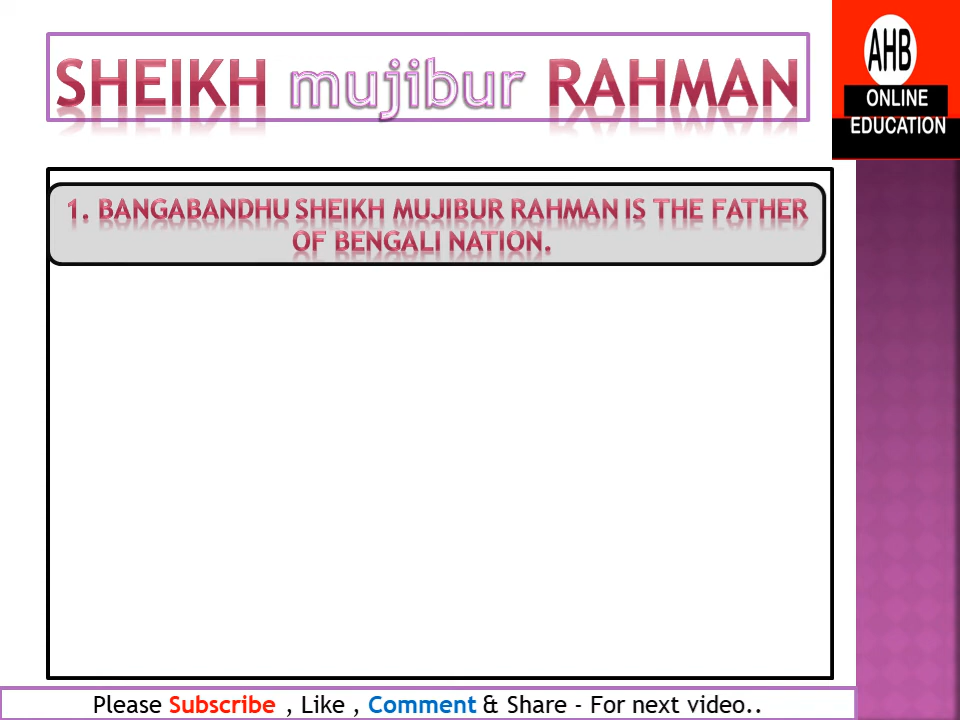 SHEIKH mujibur RAHMAN
AHB
ONLINE
EDUCATION
1. BANGABANDHU SHEIKH MUJIBUR RAHMAN IS THE FATHER
OF BENGALI NATION.
Please Subscribe , Like , Comment & Share - For next video..